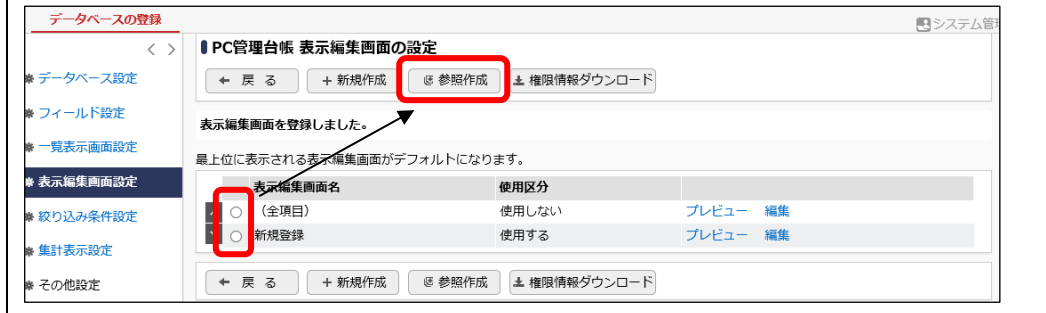 データベースの登録
システム管
< >
PC管理台帳 表示編集画面の設定
データベース設定
戻 る 新規作成 参照作成 権限情報ダウンロード
フィールド設定
表示編集画面を登録しました。
一覧表示画面設定
最上位に表示される表示編集画面がデフォルトになります。
表示編集画面設定
表示編集画面名 使用区分
絞り込み条件設定
(全項目) 使用しない プレビュー 編集
新規登録 使用する プレビュー 編集
集計表示設定
その他設定
戻 る 新規作成 参照作成 権限情報ダウンロード